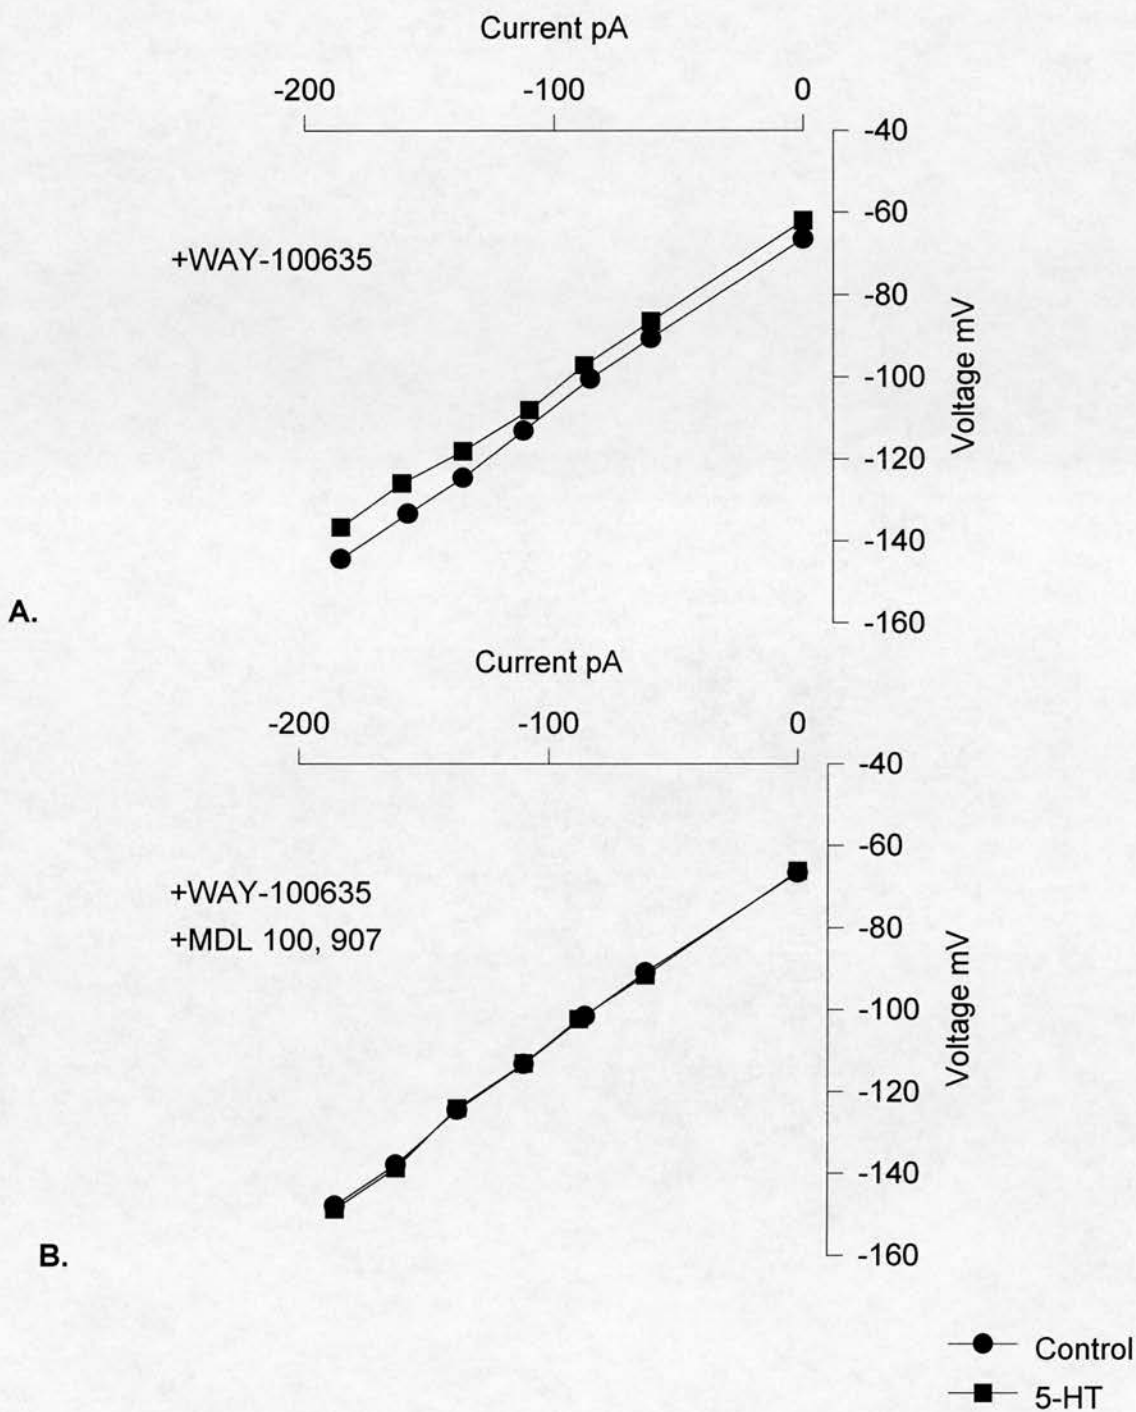 Current pA
-200 -100 0
-40
-60
+WAY-100635
-80
-100
-120
-140
-160
Voltage mV
A.
Current pA
-200 -100 0
-40
-60
+WAY-100635
+MDL 100, 907
-80
-100
-120
-140
-160
Voltage mV
B.
Control
5-HT